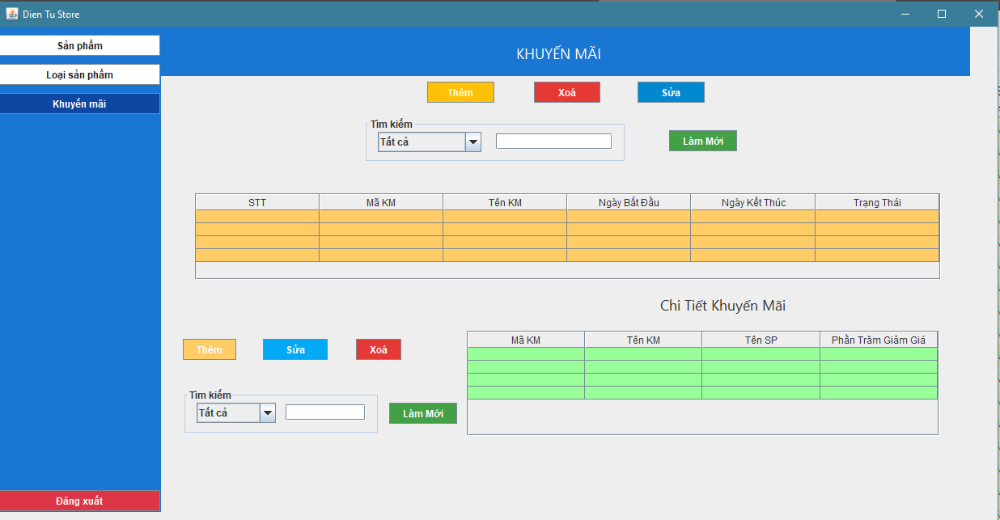 Dien Tu Store
Sản phẩm
Loại sản phẩm
Khuyến mãi
Đăng xuất
KHUYẾN MÃI
Thêm Xoá Sửa
Tìm kiếm
Tất cả
Làm Mới
STT Mã KM Tên KM Ngày Bắt Đầu Ngày Kết Thúc Trạng Thái
Chi Tiết Khuyến Mãi
Thêm Sửa Xoá
Tìm kiếm
Tất cả
Làm Mới
Mã KM Tên KM Tên SP Phần Trăm Giảm Giá